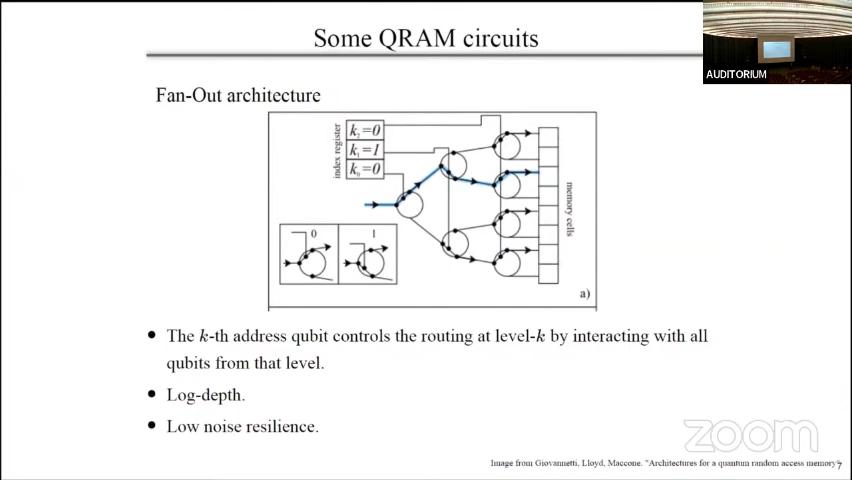 Some QRAM circuits
AUDITORIUM
Fan-Out architecture
index register
k₂=0
k₁=1
k₀=0
memory cells
0
1
a)
• The k-th address qubit controls the routing at level-k by interacting with all
qubits from that level.
• Log-depth.
• Low noise resilience.
zoom
Image from Giovannetti, Lloyd, Maccone. "Architectures for a quantum random access memory"
7